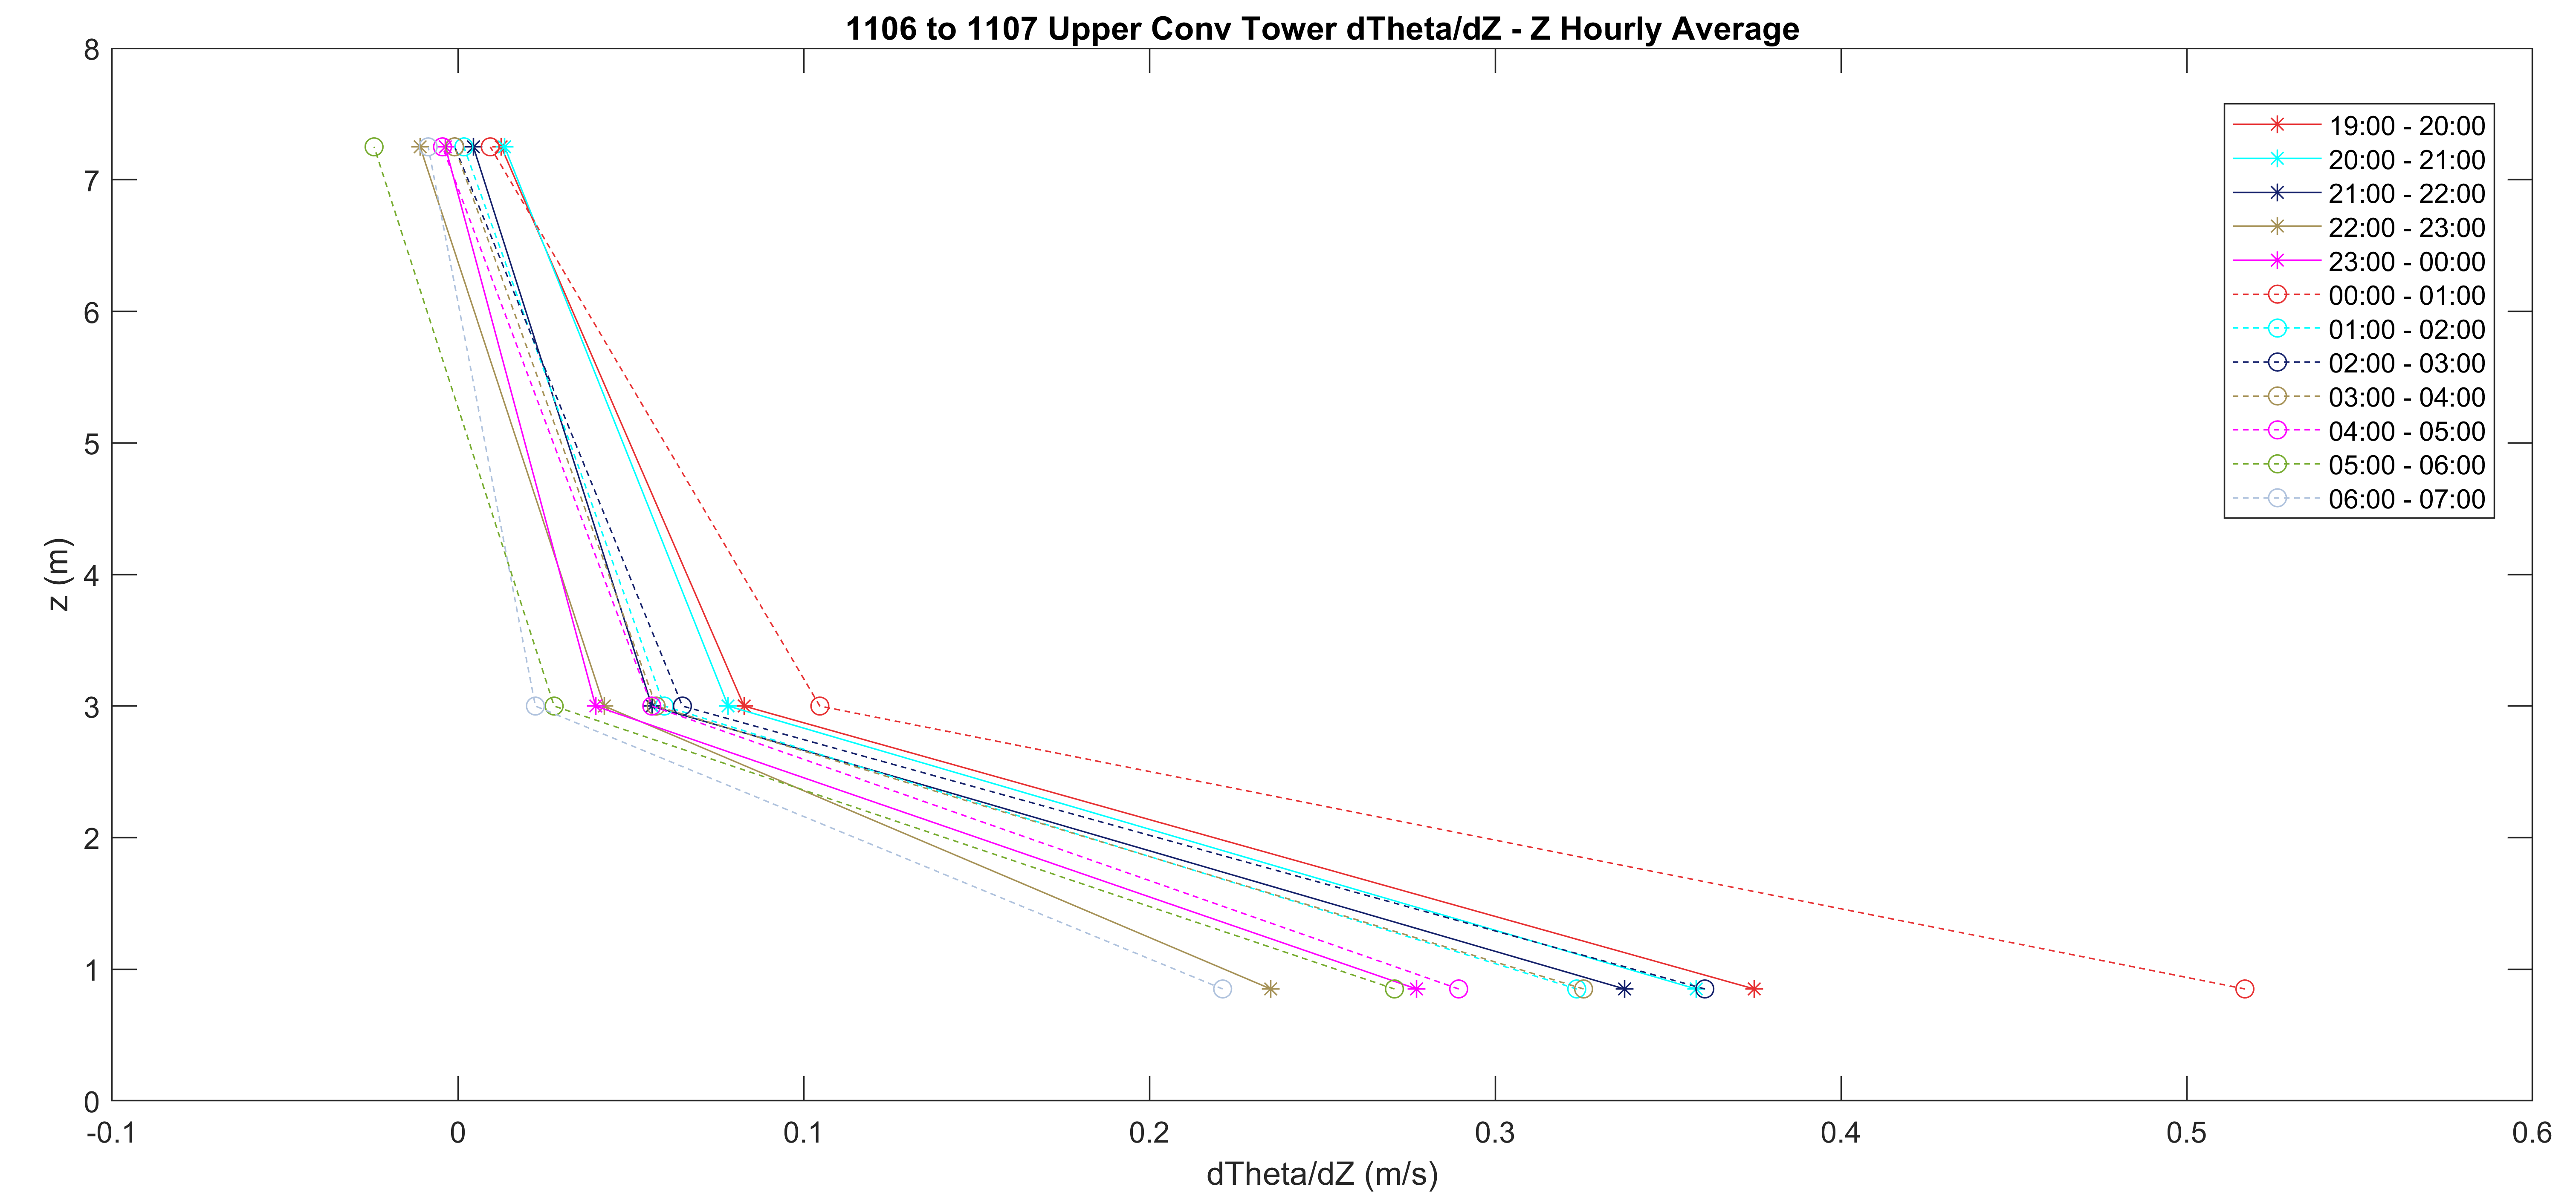 1106 to 1107 Upper Conv Tower dTheta/dZ - Z Hourly Average
8
7
6
5
4
3
2
1
0
z (m)
-0.1 0 0.1 0.2 0.3 0.4 0.5 0.6
dTheta/dZ (m/s)
19:00 - 20:00
20:00 - 21:00
21:00 - 22:00
22:00 - 23:00
23:00 - 00:00
00:00 - 01:00
01:00 - 02:00
02:00 - 03:00
03:00 - 04:00
04:00 - 05:00
05:00 - 06:00
06:00 - 07:00